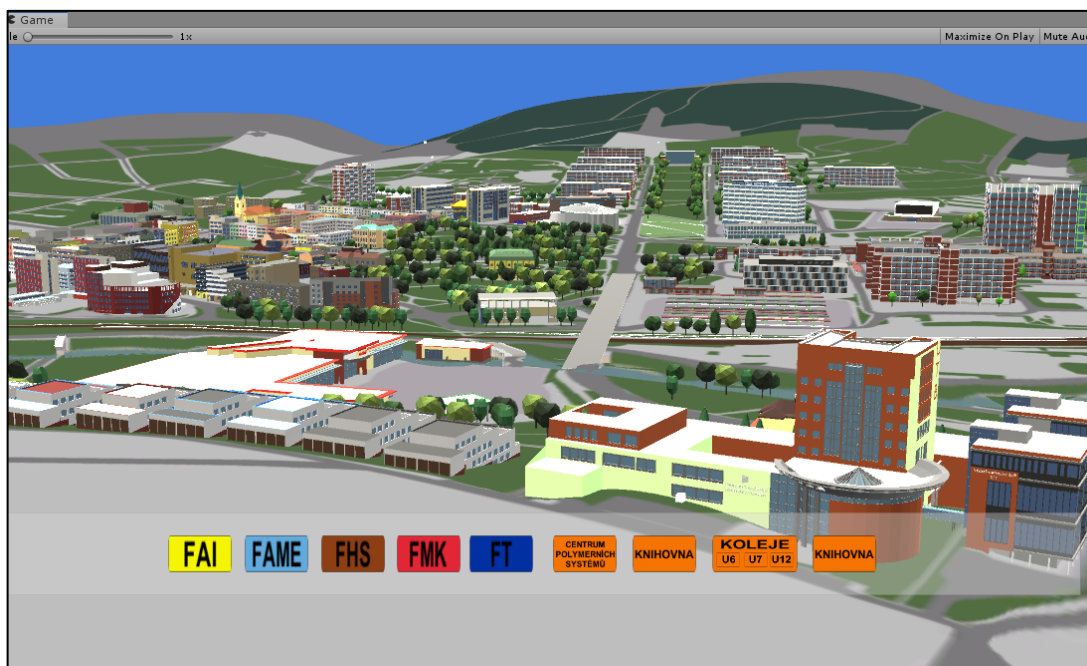 Game
le 1x Maximize On Play Mute Au
FAI FAME FHS FMK FT
CENTRUM
POLYMERNÍCH
SYSTÉMŮ
KNIHOVNA
KOLEJE
U6 U7 U12
KNIHOVNA